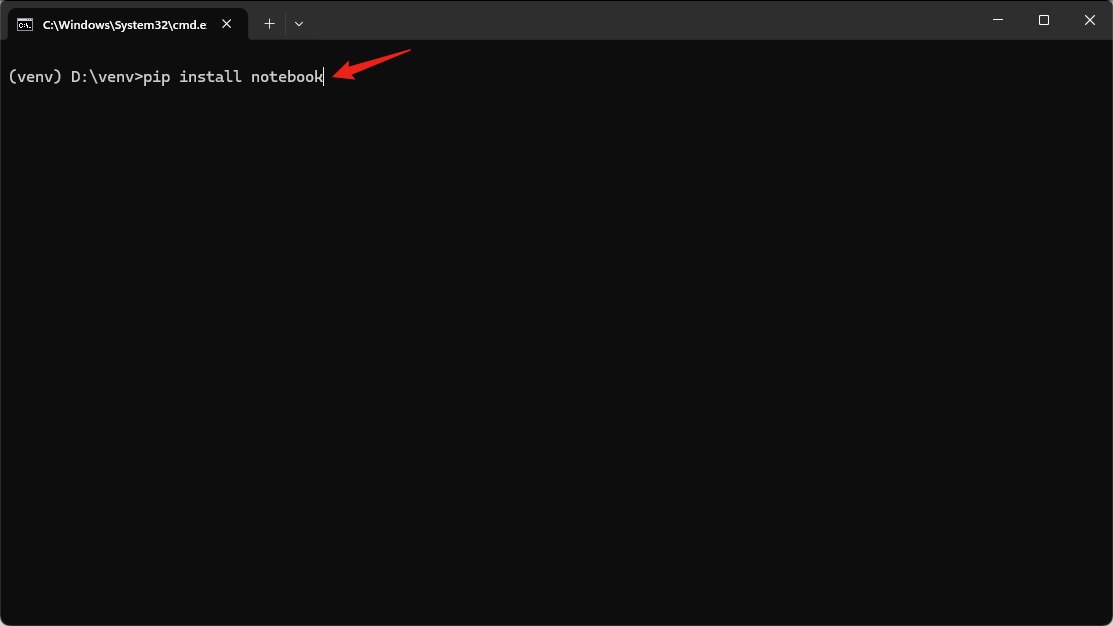 C:\Windows\System32\cmd.e
(venv) D:\venv>pip install notebook